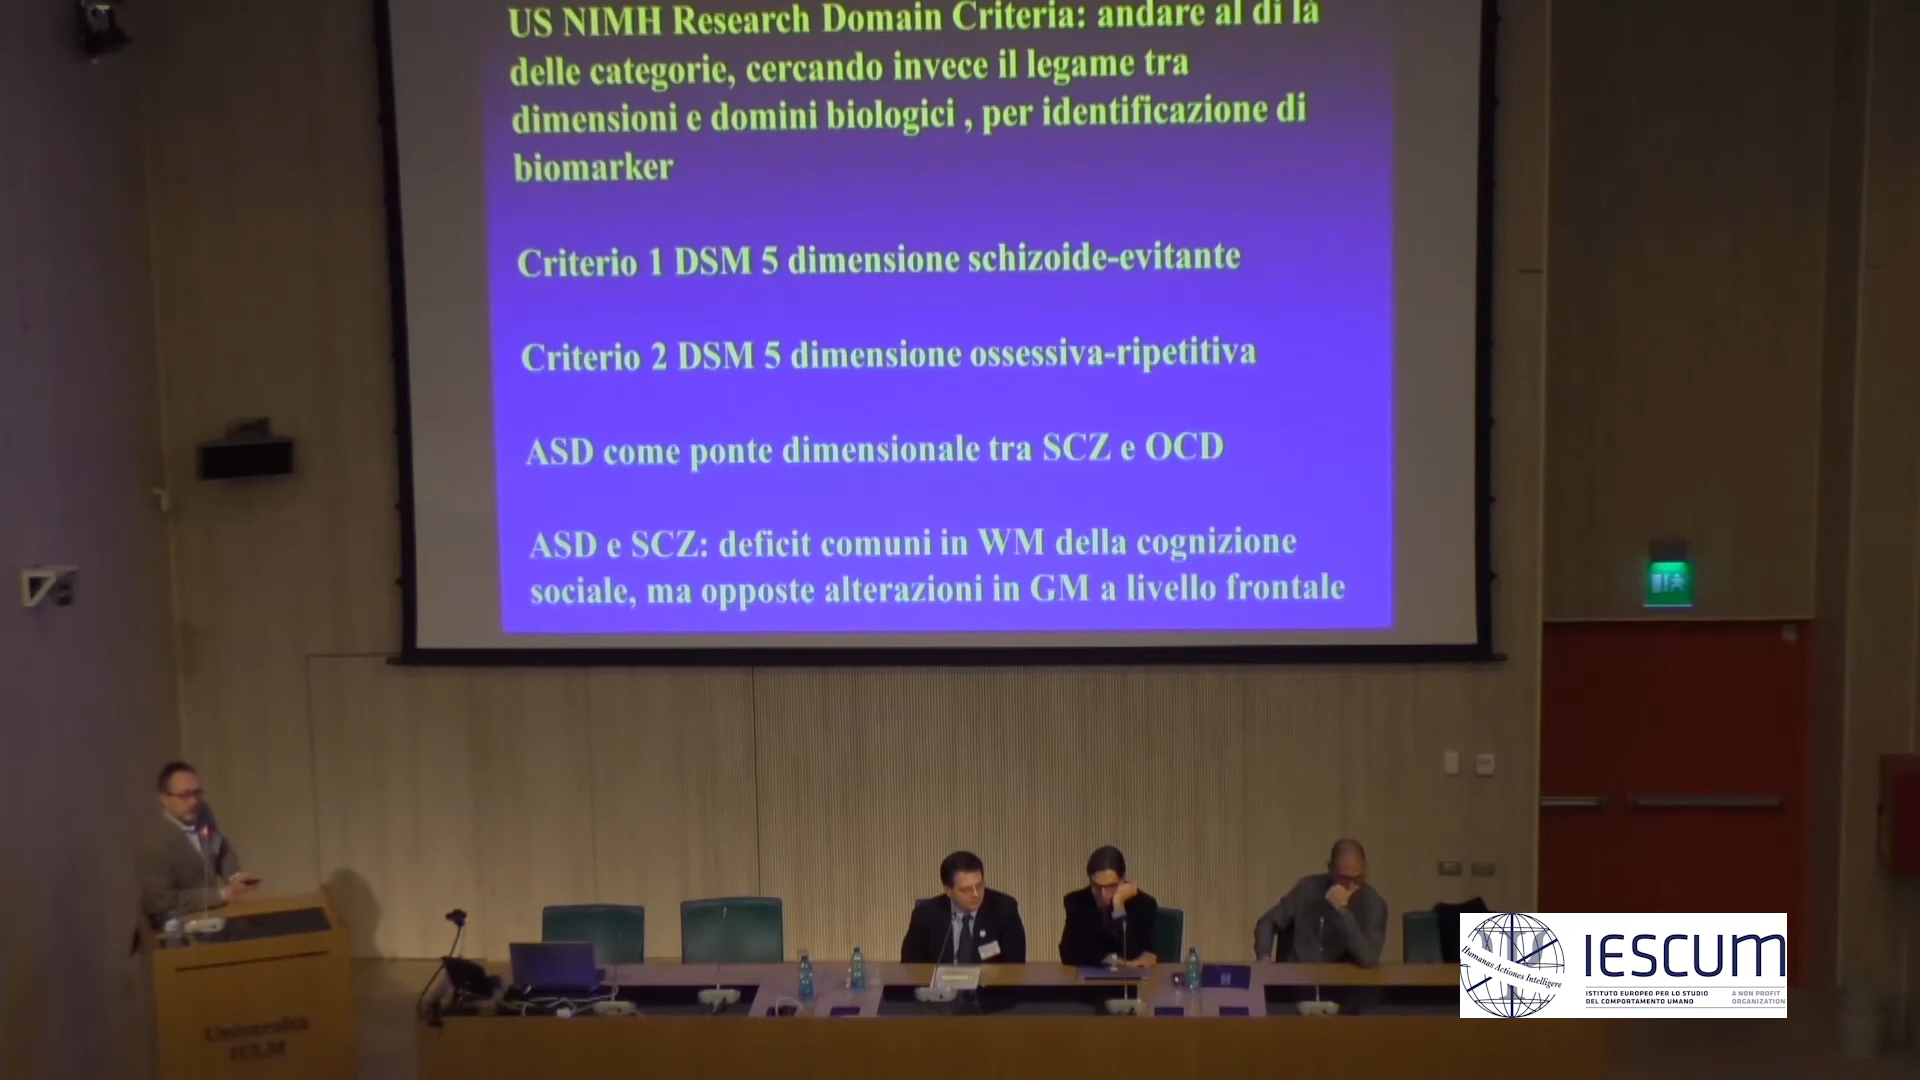 US NIMH Research Domain Criteria: andare al di là
delle categorie, cercando invece il legame tra
dimensioni e domini biologici , per identificazione di
biomarker
Criterio 1 DSM 5 dimensione schizoide-evitante
Criterio 2 DSM 5 dimensione ossessiva-ripetitiva
ASD come ponte dimensionale tra SCZ e OCD
ASD e SCZ: deficit comuni in WM della cognizione
sociale, ma opposte alterazioni in GM a livello frontale
Università
IULM
Humanas Actiones Intelligere
IESCUM
ISTITUTO EUROPEO PER LO STUDIO
DEL COMPORTAMENTO UMANO
A NON PROFIT
ORGANIZATION